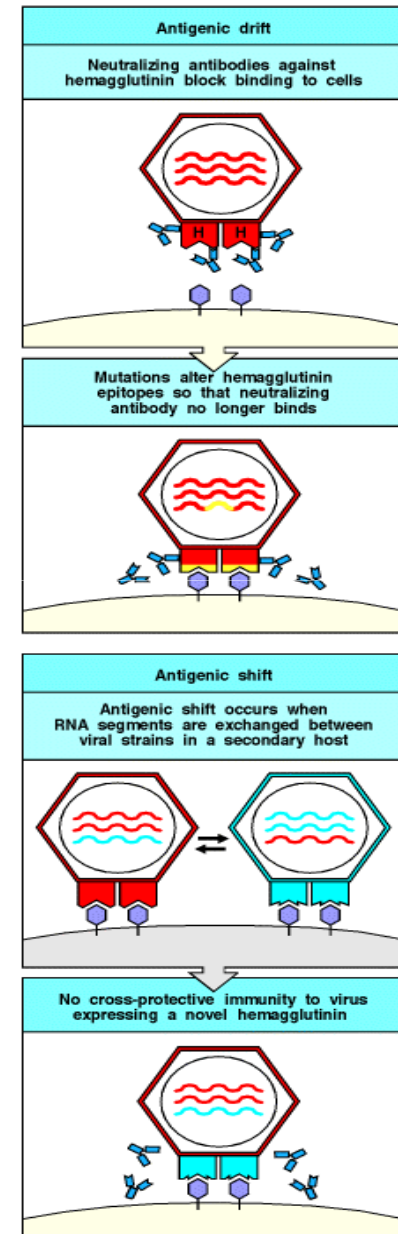 Antigenic drift
Neutralizing antibodies against
hemagglutinin block binding to cells
H H
Mutations alter hemagglutinin
epitopes so that neutralizing
antibody no longer binds
Antigenic shift
Antigenic shift occurs when
RNA segments are exchanged between
viral strains in a secondary host
No cross-protective immunity to virus
expressing a novel hemagglutinin